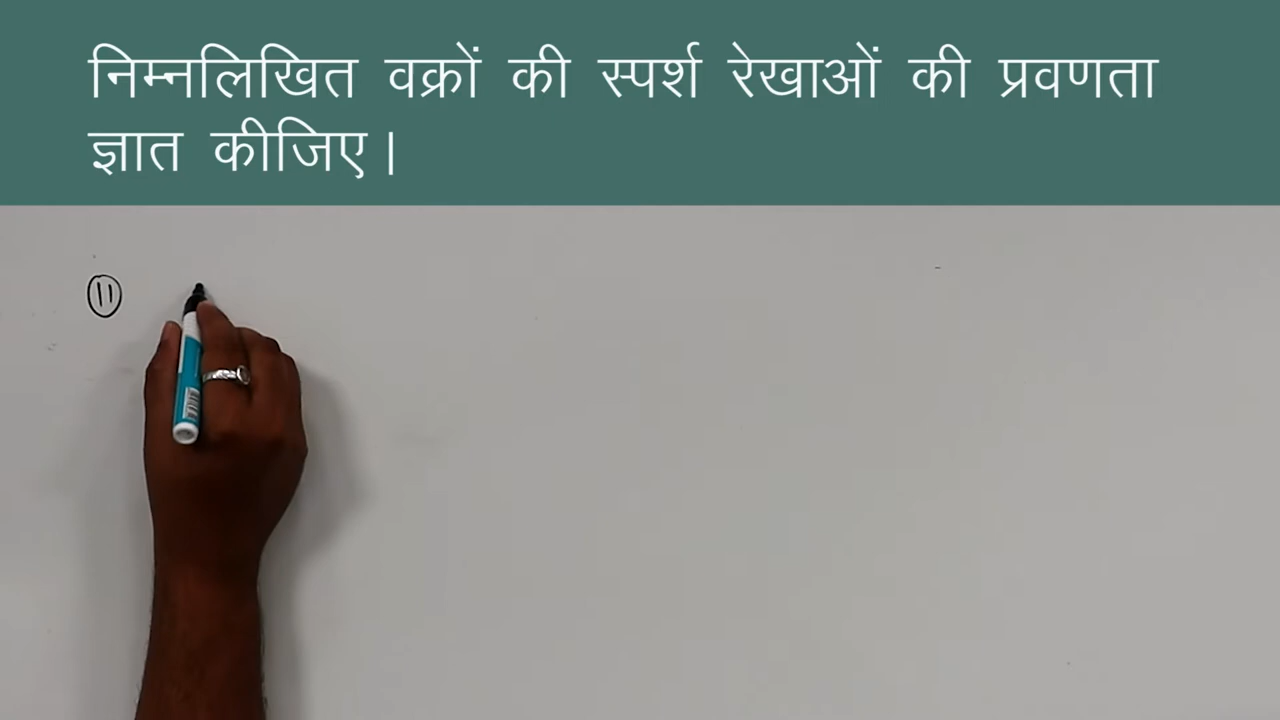 निम्नलिखित वक्रों की स्पर्श रेखाओं की प्रवणता
ज्ञात कीजिए।
11